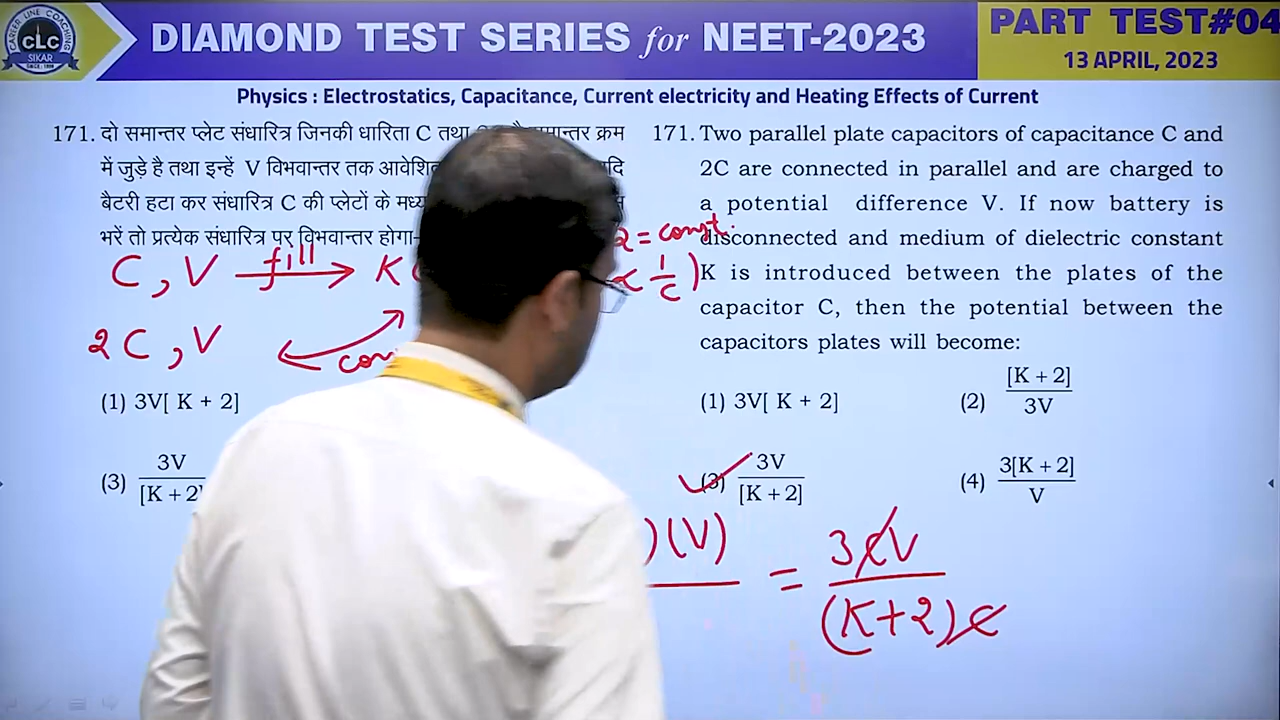 CAREER LINE COACHING
CLC
SIKAR
SINCE : 1996
DIAMOND TEST SERIES for NEET-2023
PART TEST#04
13 APRIL, 2023
Physics : Electrostatics, Capacitance, Current electricity and Heating Effects of Current
171. दो समान्तर प्लेट संधारित्र जिनकी धारिता C तथा
में जुड़े है तथा इन्हें V विभवान्तर तक
बैटरी हटा कर संधारित्र C की प्लेटों के
भरें तो प्रत्येक संधारित्र पर विभवान्तर होगा-
C, V fill K
2C, V
(1) 3V[ K + 2]
(3) 3V
[K + 2]
171. Two parallel plate capacitors of capacitance C and
2C are connected in parallel and are charged to
a potential difference V. If now battery is
disconnected and medium of dielectric constant
K is introduced between the plates of the
capacitor C, then the potential between the
capacitors plates will become:
= const.
1
C )
(1) 3V[ K + 2]
(2) [K + 2]
3V
(3) 3V
[K + 2]
(4) 3[K + 2]
V
)(V) = 3CV
(K+2)C